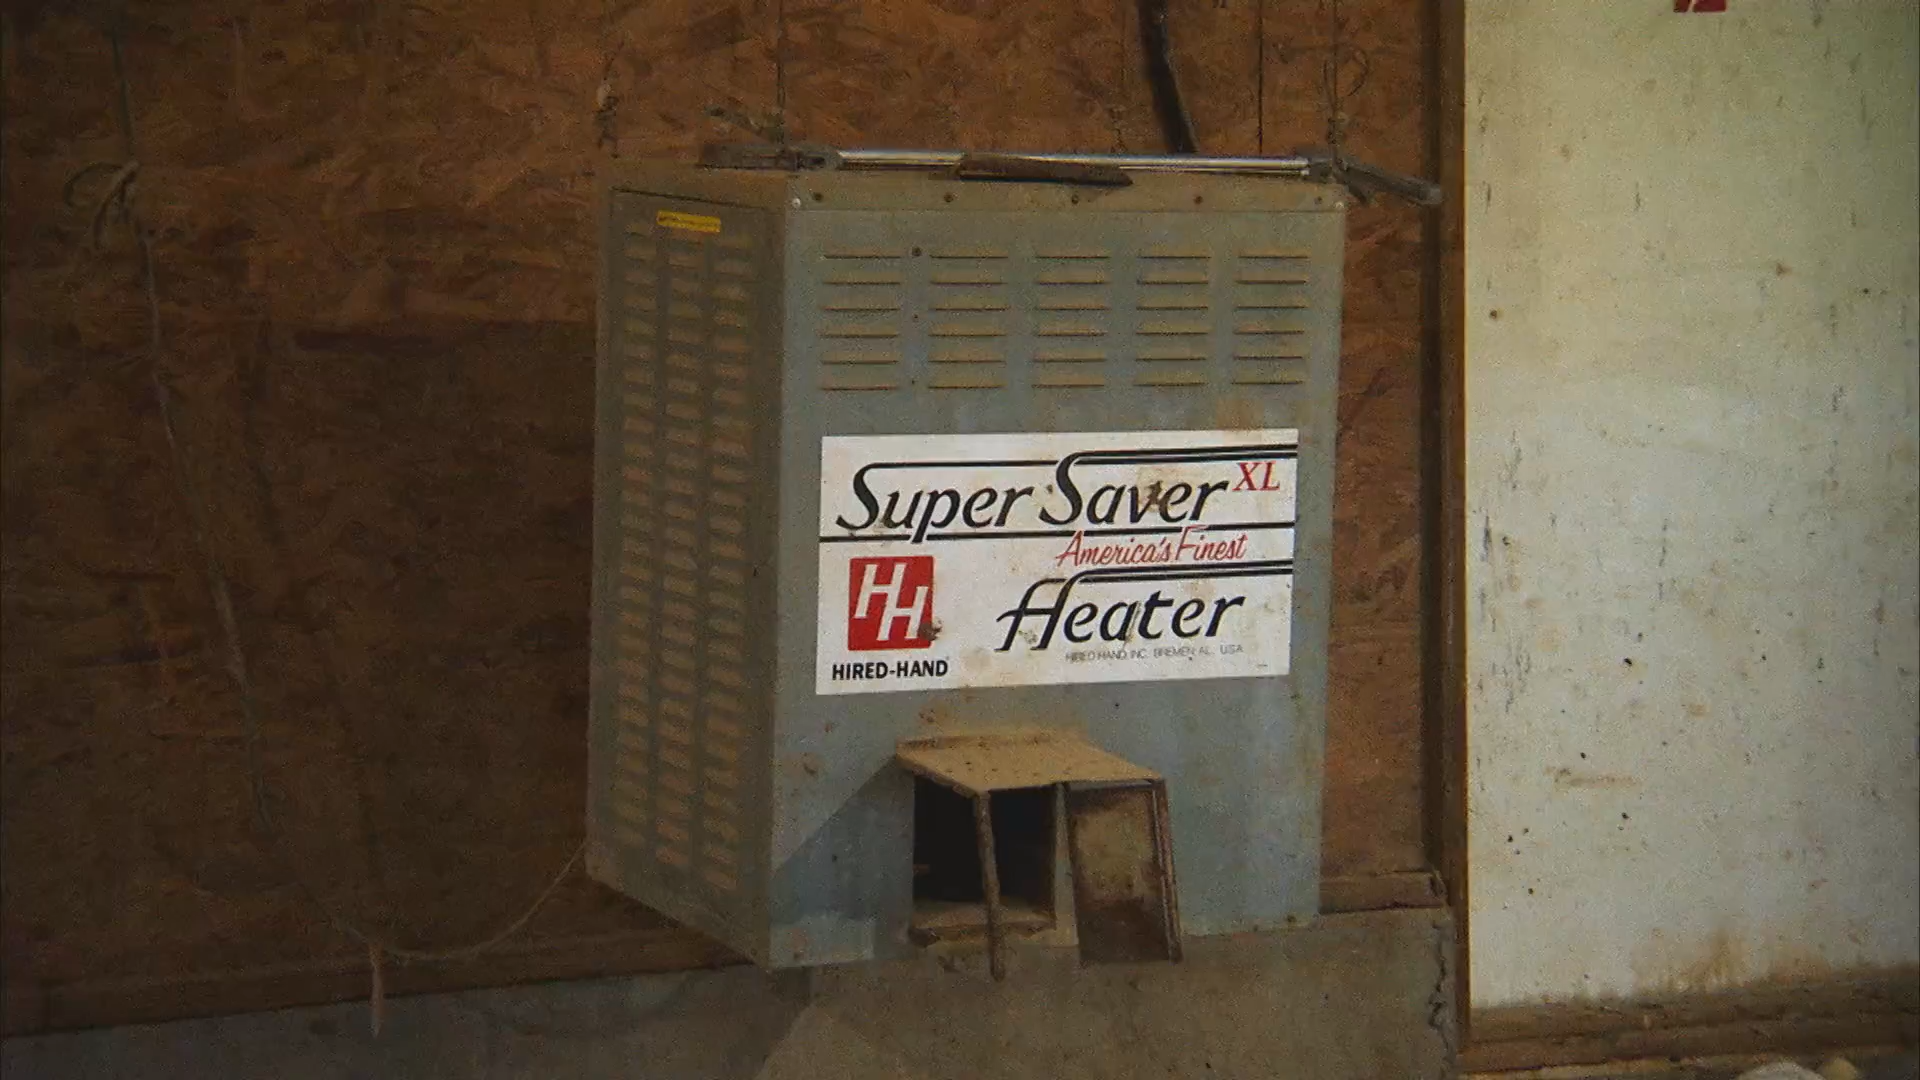 Super Saver XL
America's Finest
HH
Heater
HIRED-HAND
HIRED HAND, INC. BREMEN, AL. USA